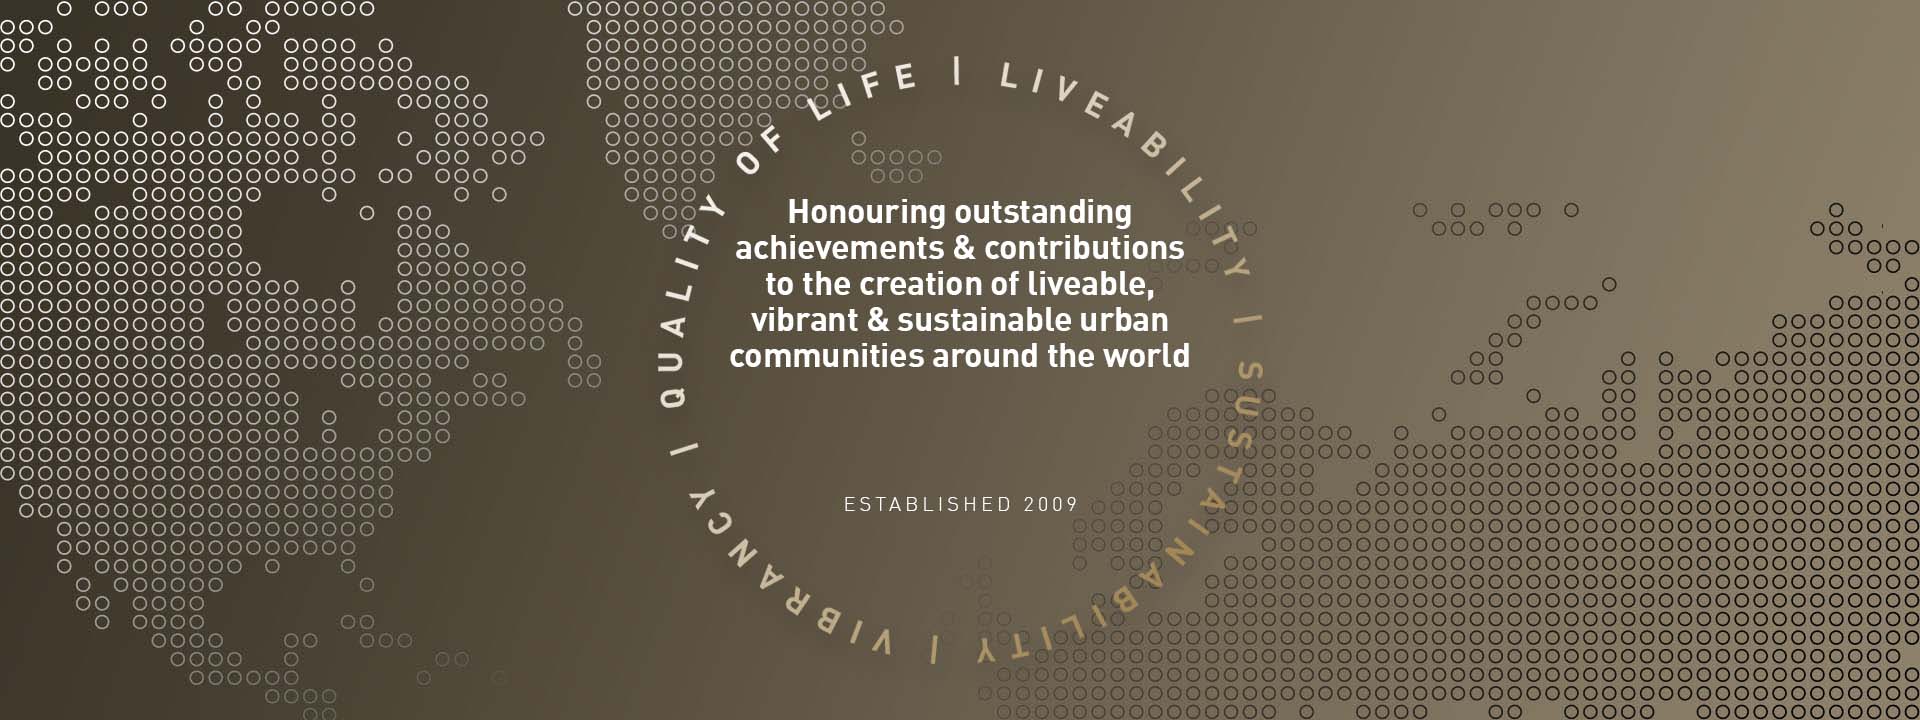 QUALITY OF LIFE | LIVEABILITY | SUSTAINABILITY | VIBRANCY |
Honouring outstanding
achievements & contributions
to the creation of liveable,
vibrant & sustainable urban
communities around the world
ESTABLISHED 2009